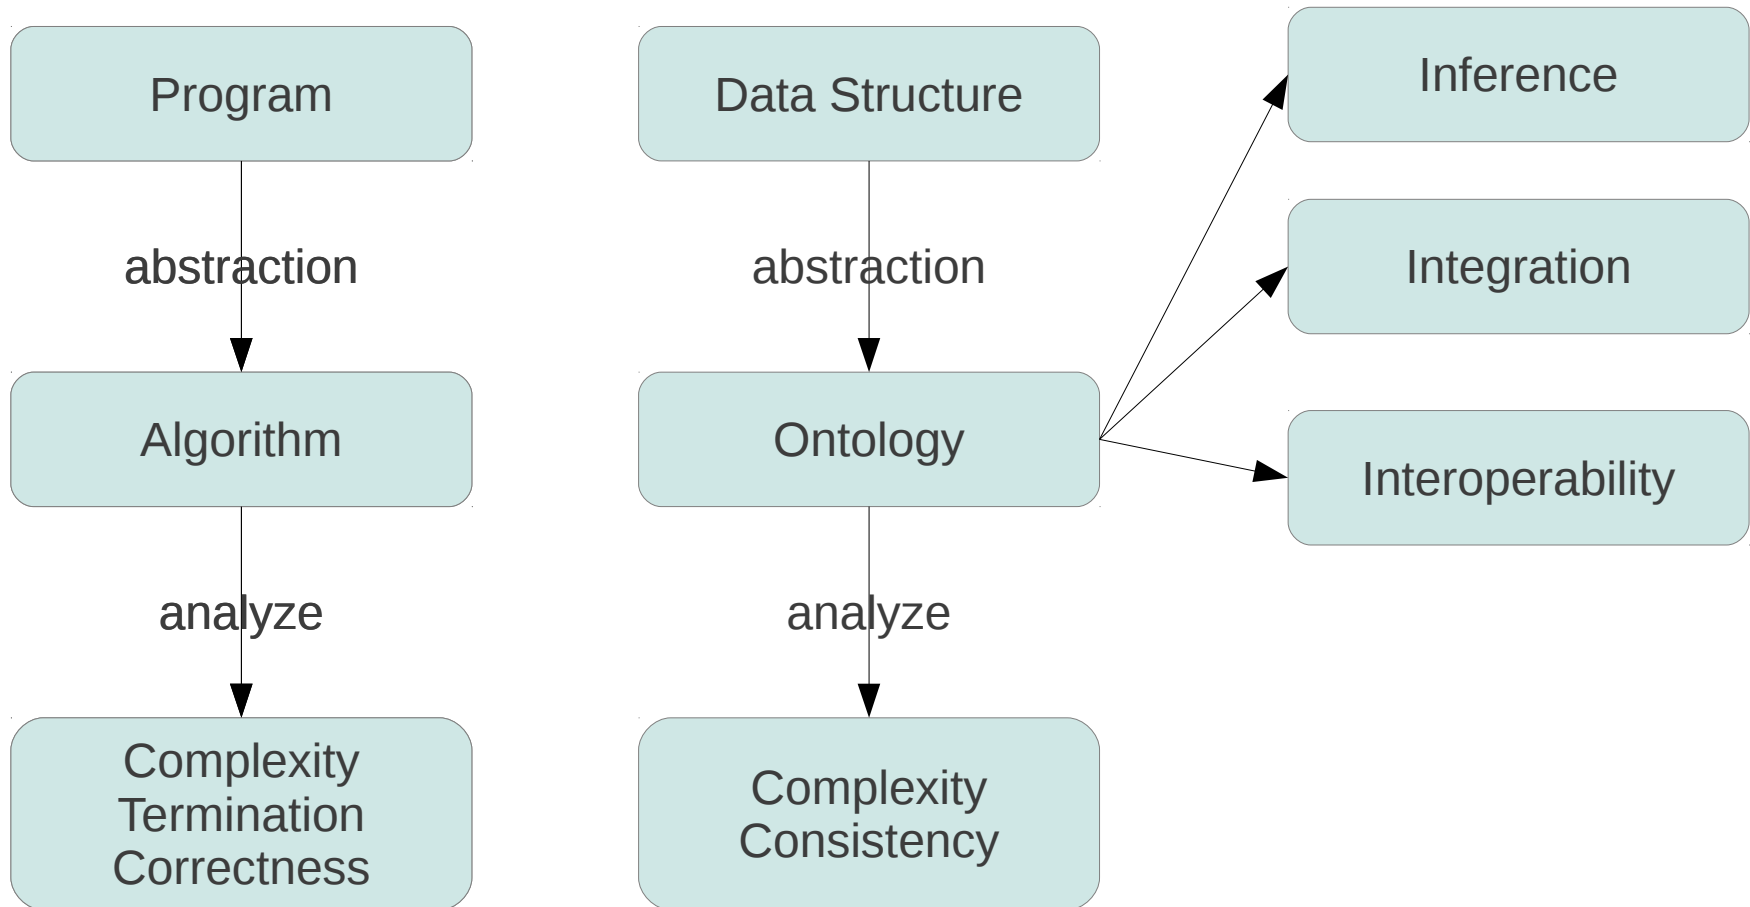 Program
abstraction
Algorithm
analyze
Complexity
Termination
Correctness
Data Structure
abstraction
Ontology
analyze
Complexity
Consistency
Inference
Integration
Interoperability